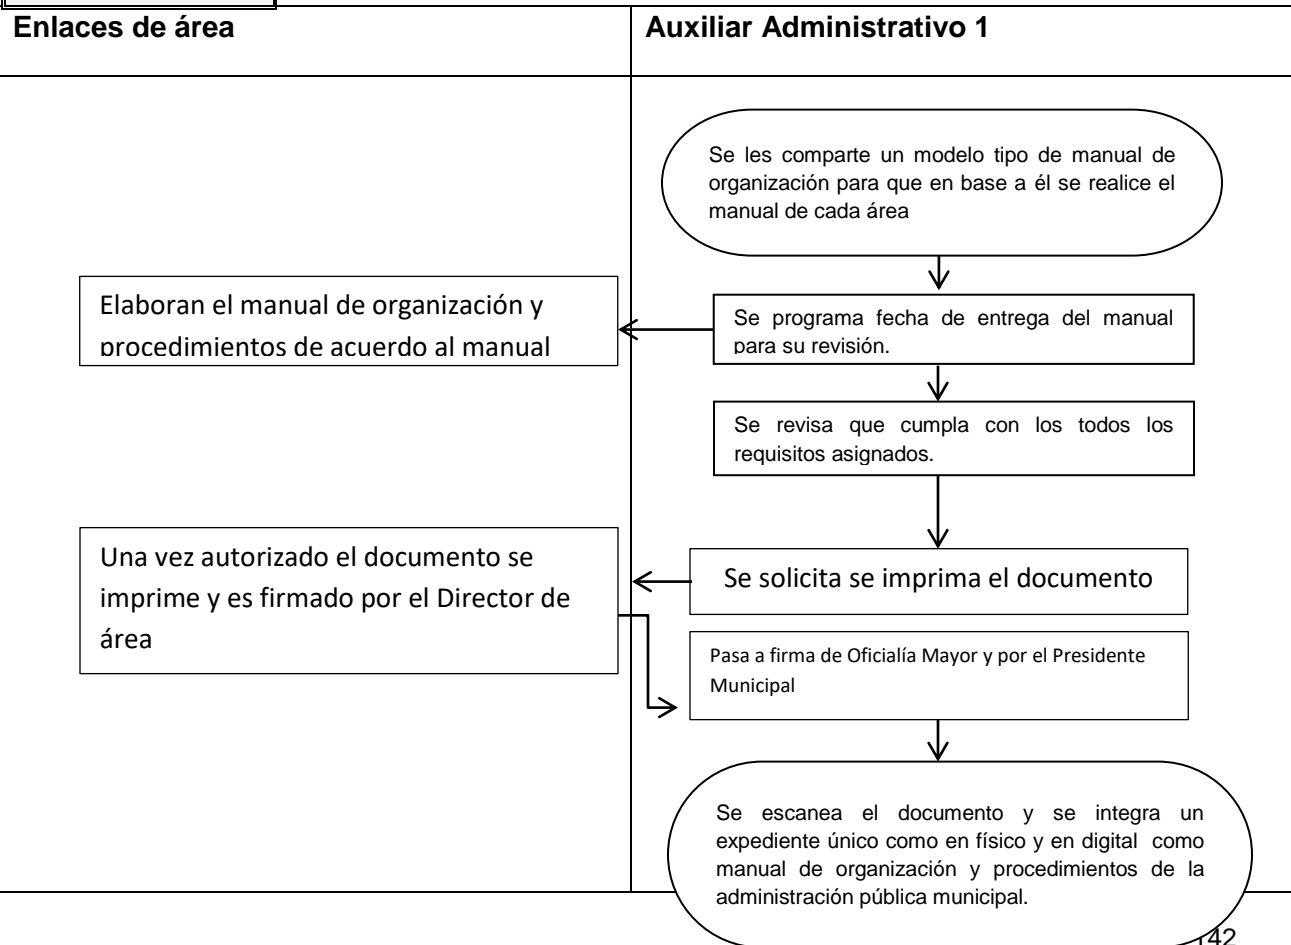 Enlaces de área
Auxiliar Administrativo 1
Se les comparte un modelo tipo de manual de
organización para que en base a él se realice el
manual de cada área
Elaboran el manual de organización y
procedimientos de acuerdo al manual
Se programa fecha de entrega del manual
para su revisión.
Se revisa que cumpla con los todos los
requisitos asignados.
Una vez autorizado el documento se
imprime y es firmado por el Director de
área
Se solicita se imprima el documento
Pasa a firma de Oficialía Mayor y por el Presidente
Municipal
Se escanea el documento y se integra un
expediente único como en físico y en digital como
manual de organización y procedimientos de la
administración pública municipal.
142